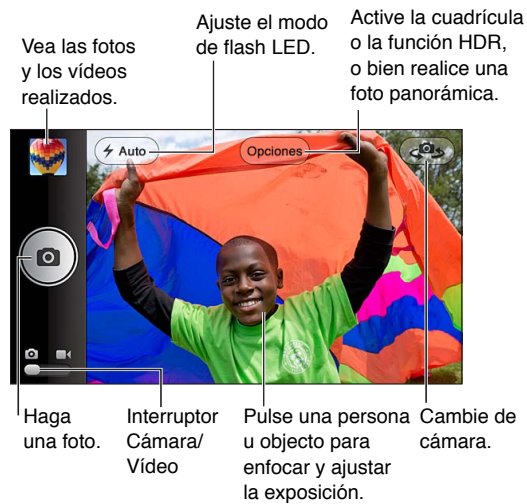 Vea las fotos
y los vídeos
realizados.
Ajuste el modo
de flash LED.
Active la cuadrícula
o la función HDR,
o bien realice una
foto panorámica.
Auto
Opciones
Haga
una foto.
Interruptor
Cámara/
Vídeo
Pulse una persona
u objeto para
enfocar y ajustar
la exposición.
Cambie de
cámara.